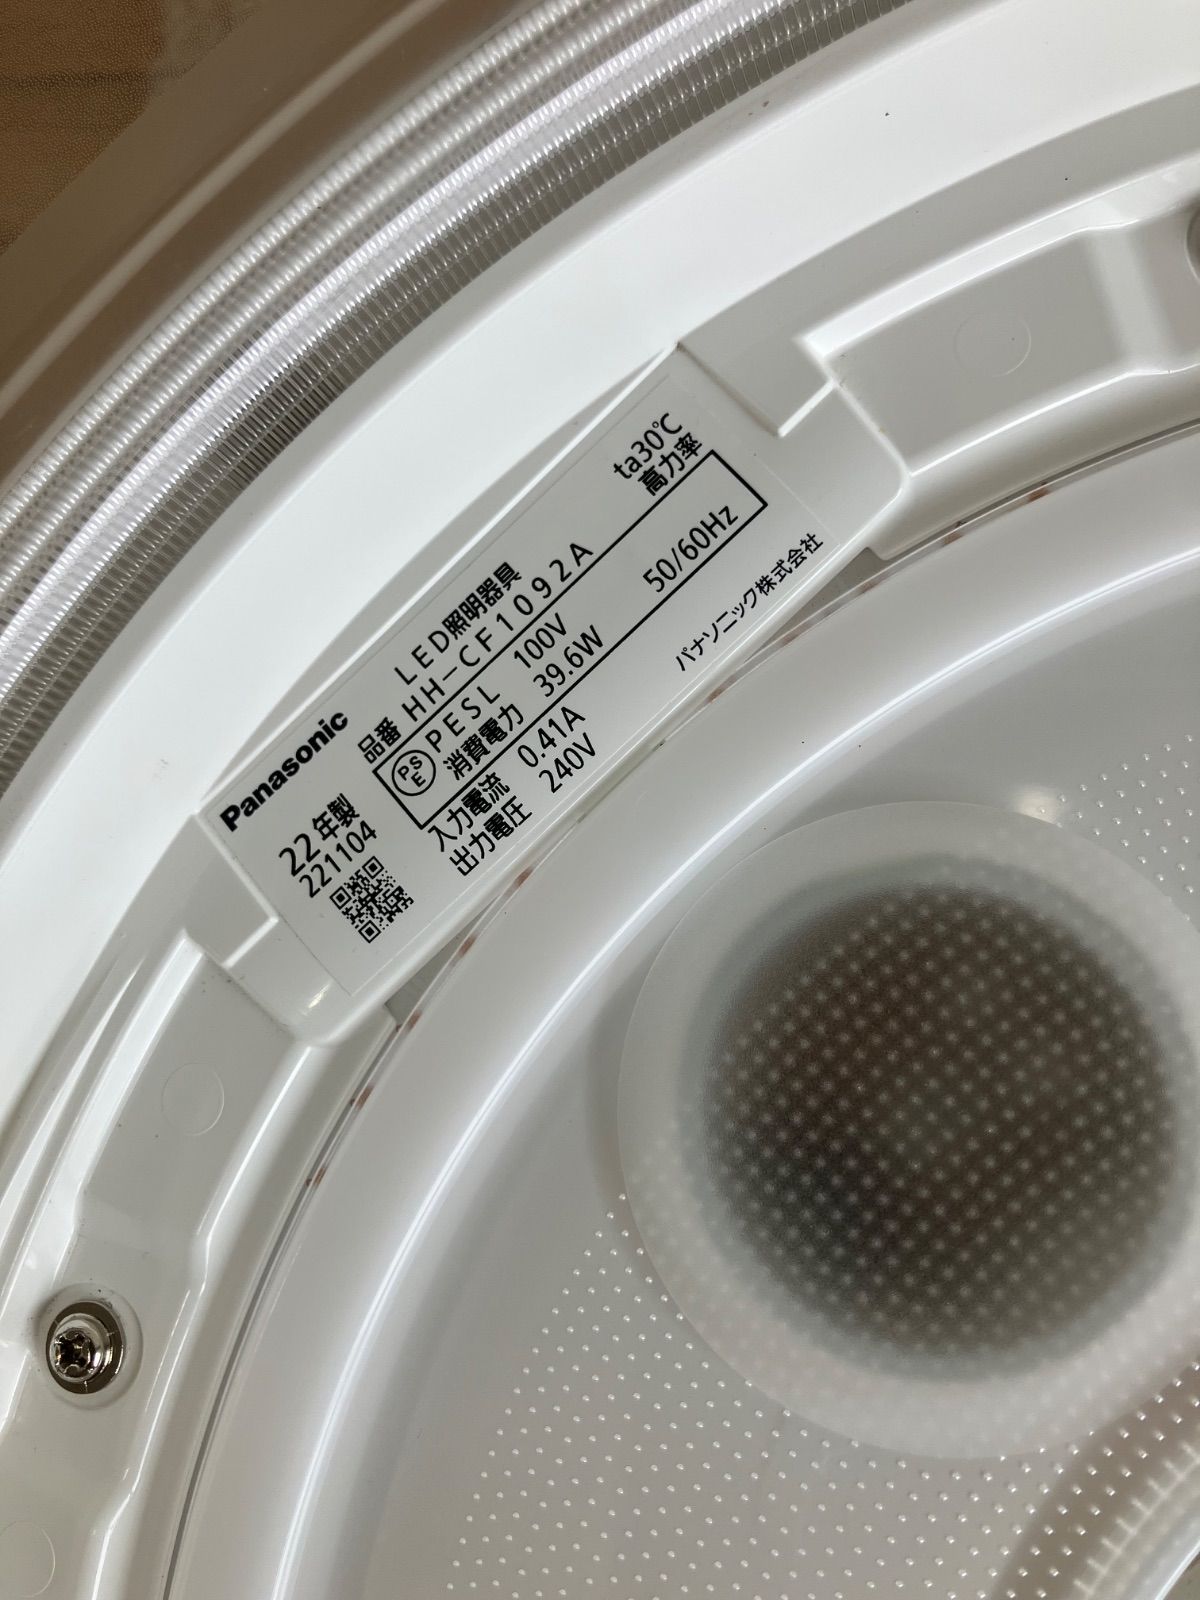 Panasonic
LED照明器具
ta30℃
品番 HH-CF1092A
高力率
22年製
221104
PSE
PESL 100V 50/60Hz
消費電力 39.6W
入力電流 0.41A
出力電圧 240V
パナソニック株式会社